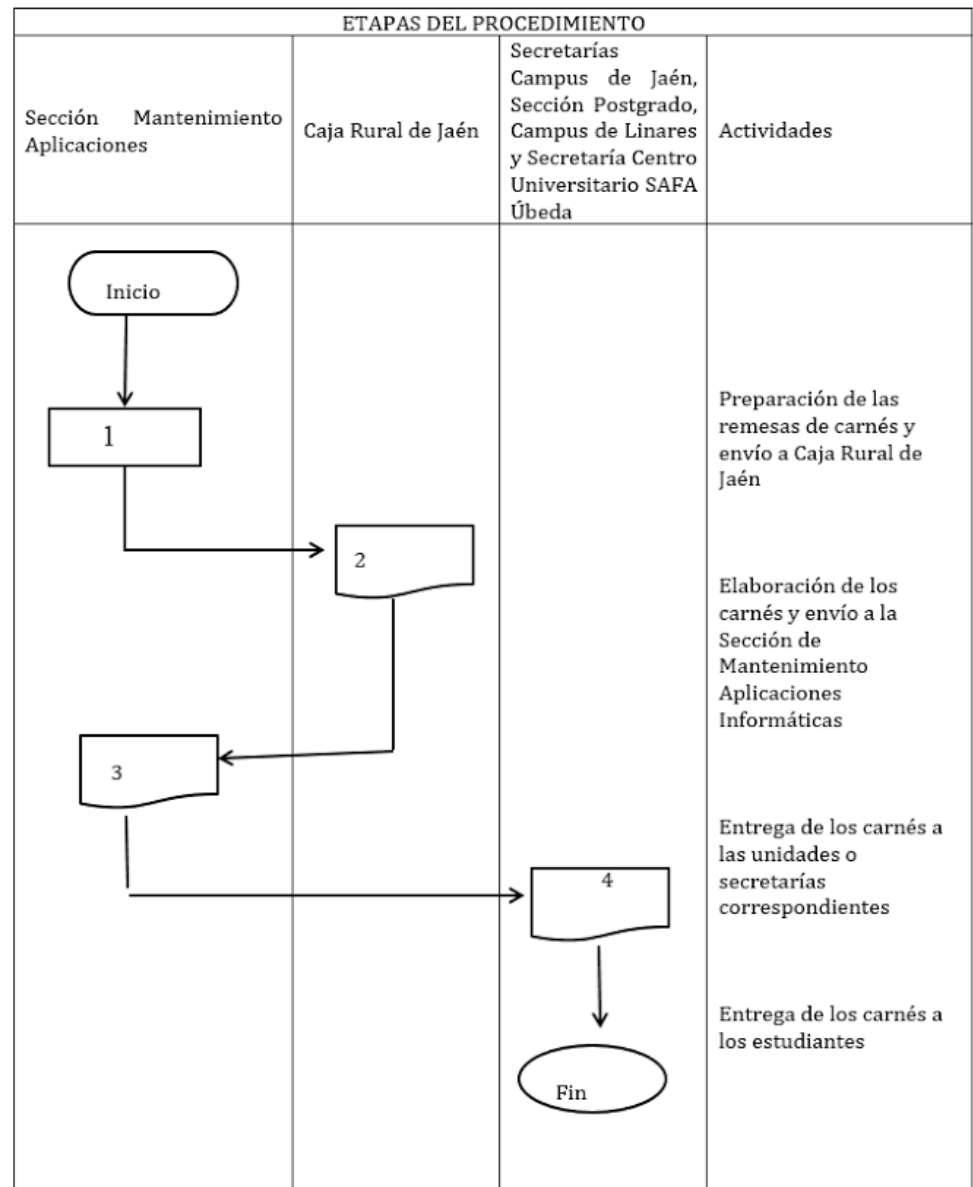 ETAPAS DEL PROCEDIMIENTO
Sección Mantenimiento
Aplicaciones
Caja Rural de Jaén
Secretarías
Campus de Jaén,
Sección Postgrado,
Campus de Linares
y Secretaría Centro
Universitario SAFA
Úbeda
Actividades
Inicio
1
Preparación de las
remesas de carnés y
envío a Caja Rural de
Jaén
2
Elaboración de los
carnés y envío a la
Sección de
Mantenimiento
Aplicaciones
Informáticas
3
Entrega de los carnés a
las unidades o
secretarías
correspondientes
4
Entrega de los carnés a
los estudiantes
Fin